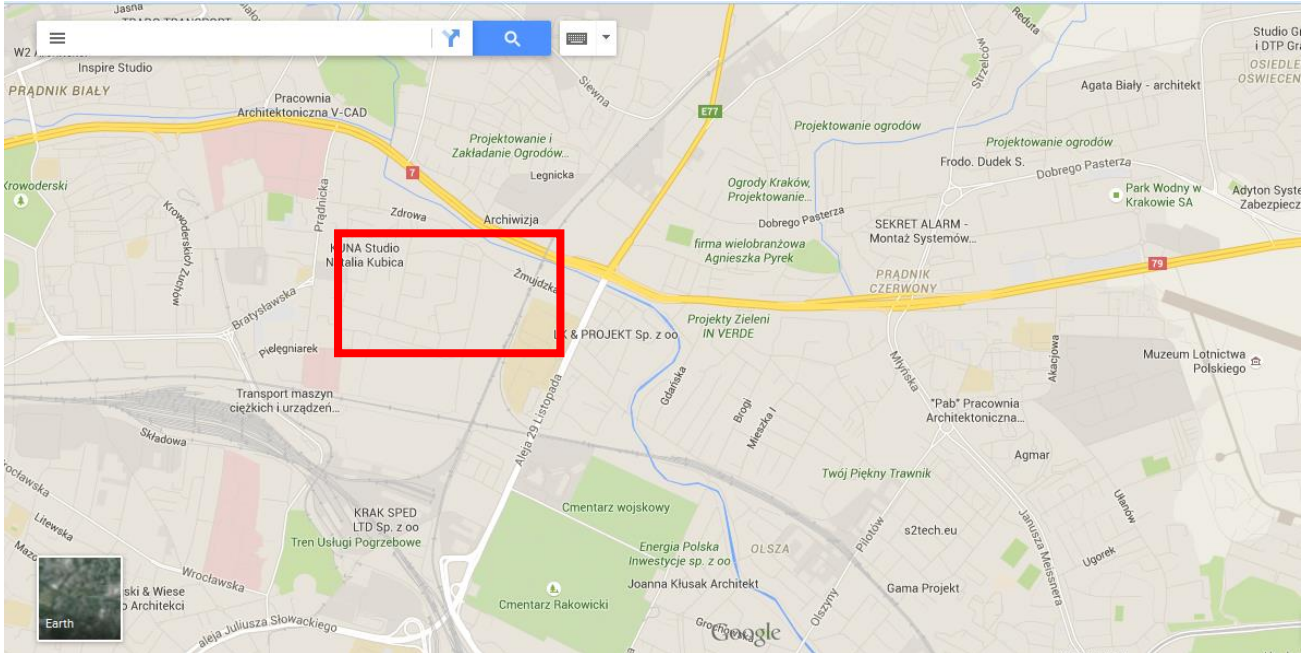 Jasna
Białą
TRAPO TRANSPORT
Reduta
W2
Inspire Studio
Studio
i DTP
OSIEDLE
PRĄDNIK BIAŁY
Strzelców
Siewna
Agata Biały - architekt
Pracownia
Architektoniczna V-CAD
E77
Projektowanie i
Zakładanie Ogrodów...
Projektowanie ogrodów
Projektowanie ogrodów
7
Legnicka
Frodo. Dudek S.
Dobrego Pasterza
Krowoderski
Prądnicka
Ogrody Kraków,
Projektowanie...
Park Wodny w
Krakowie SA
Adyton
Zabezpiecz
Krowoderskich Zuchów
Zdrowa
Archiwizja
Dobrego Pasterza
SEKRET ALARM -
Montaż Systemów...
KUNA Studio
Natalia Kubica
firma wielobranżowa
Agnieszka Pyrek
79
Żmujdzka
PRĄDNIK
CZERWONY
Bratysławska
& PROJEKT Sp. z oo
Projekty Zieleni
IN VERDE
Pielęgniarek
Młyńska
Akacjowa
Muzeum Lotnictwa
Polskiego
Transport maszyn
ciężkich i urządzeń...
Gdańska
Brogi
Mieszka I
"Pab" Pracownia
Architektoniczna...
Składowa
Aleja 29 Listopada
Agmar
Twój Piękny Trawnik
Ułanów
KRAK SPED
LTD Sp. z oo
Cmentarz wojskowy
Litewska
Tren Usługi Pogrzebowe
Pilotów
s2tech.eu
Janusza Meissnera
Energia Polska
Inwestycje sp. z oo
OLSZA
Ugorek
Wrocławska
& Wiese
Architekci
Joanna Kłusak Architekt
Gama Projekt
Cmentarz Rakowicki
Olszyny
Earth
aleja Juliusza Słowackiego
Grochowska
Google